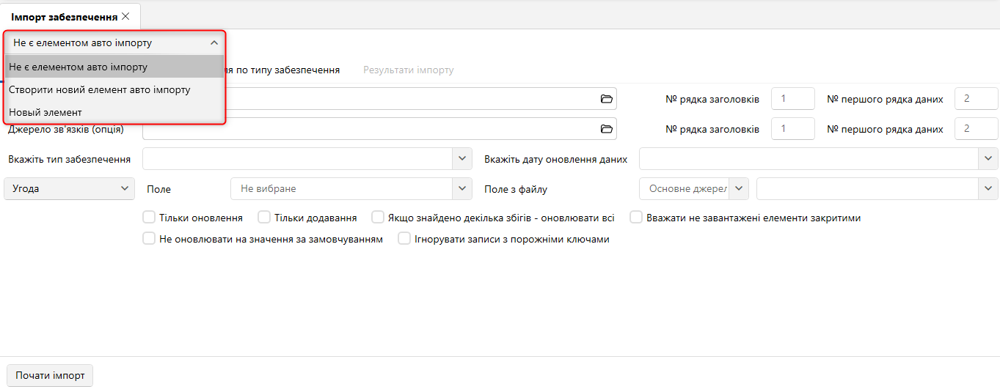 Імпорт забезпечення
Не є елементом авто імпорту
Не є елементом авто імпорту
Створити новий елемент авто імпорту
Новый элемент
по типу забезпечення
Результати імпорту
№ рядка заголовків 1 № першого рядка даних 2
Джерело зв'язків (опція) № рядка заголовків 1 № першого рядка даних 2
Вкажіть тип забезпечення Вкажіть дату оновлення даних
Угода Поле Не вибране Поле з файлу Основне джерел
Тільки оновлення Тільки додавання Якщо знайдено декілька збігів - оновлювати всі Вважати не завантажені елементи закритими
Не оновлювати на значення за замовчуванням Ігнорувати записи з порожніми ключами
Почати імпорт